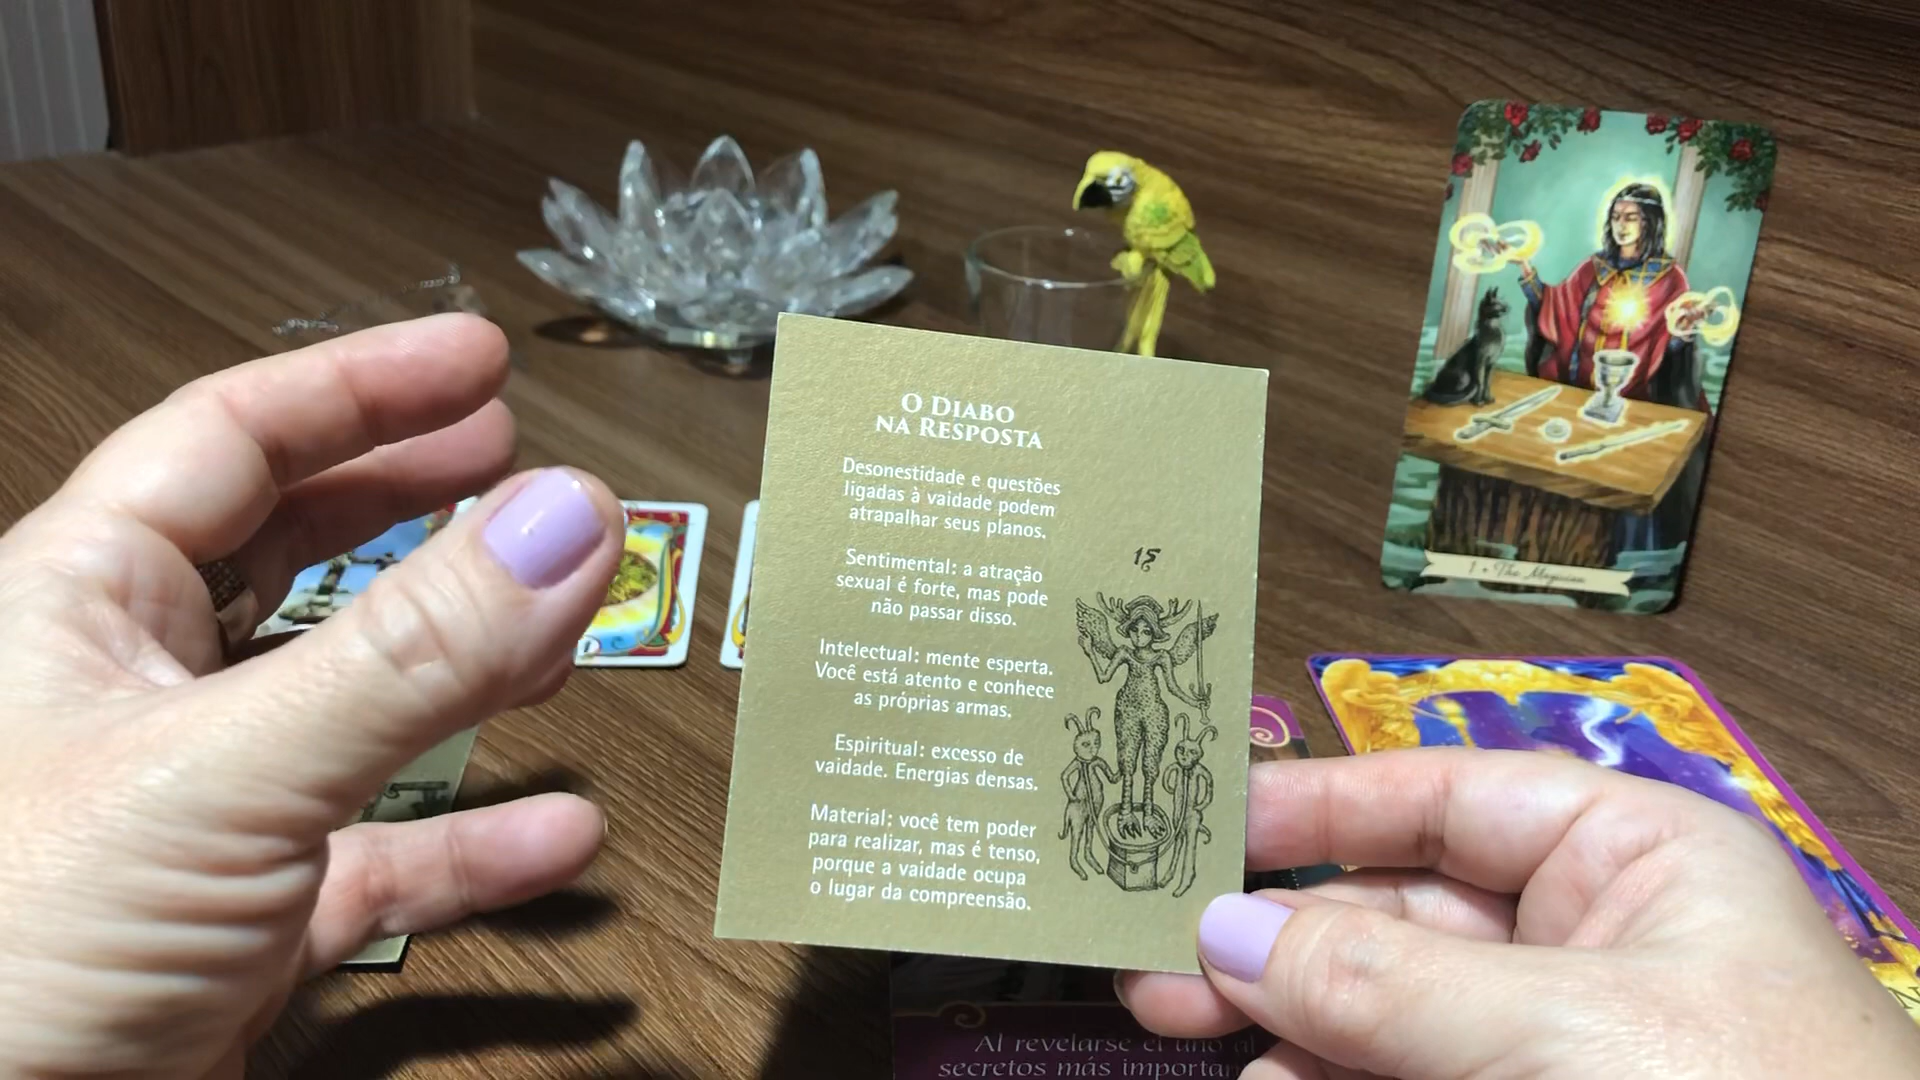 O DIABO
NA RESPOSTA
Desonestidade e questões
ligadas à vaidade podem
atrapalhar seus planos.
Sentimental: a atração
sexual é forte, mas pode
não passar disso.
Intelectual: mente esperta.
Você está atento e conhece
as próprias armas.
Espiritual: excesso de
vaidade. Energias densas.
Material: você tem poder
para realizar, mas é tenso,
porque a vaidade ocupa
o lugar da compreensão.
15
1 • The Magician
Al revelarse el uno al
secretos más importan